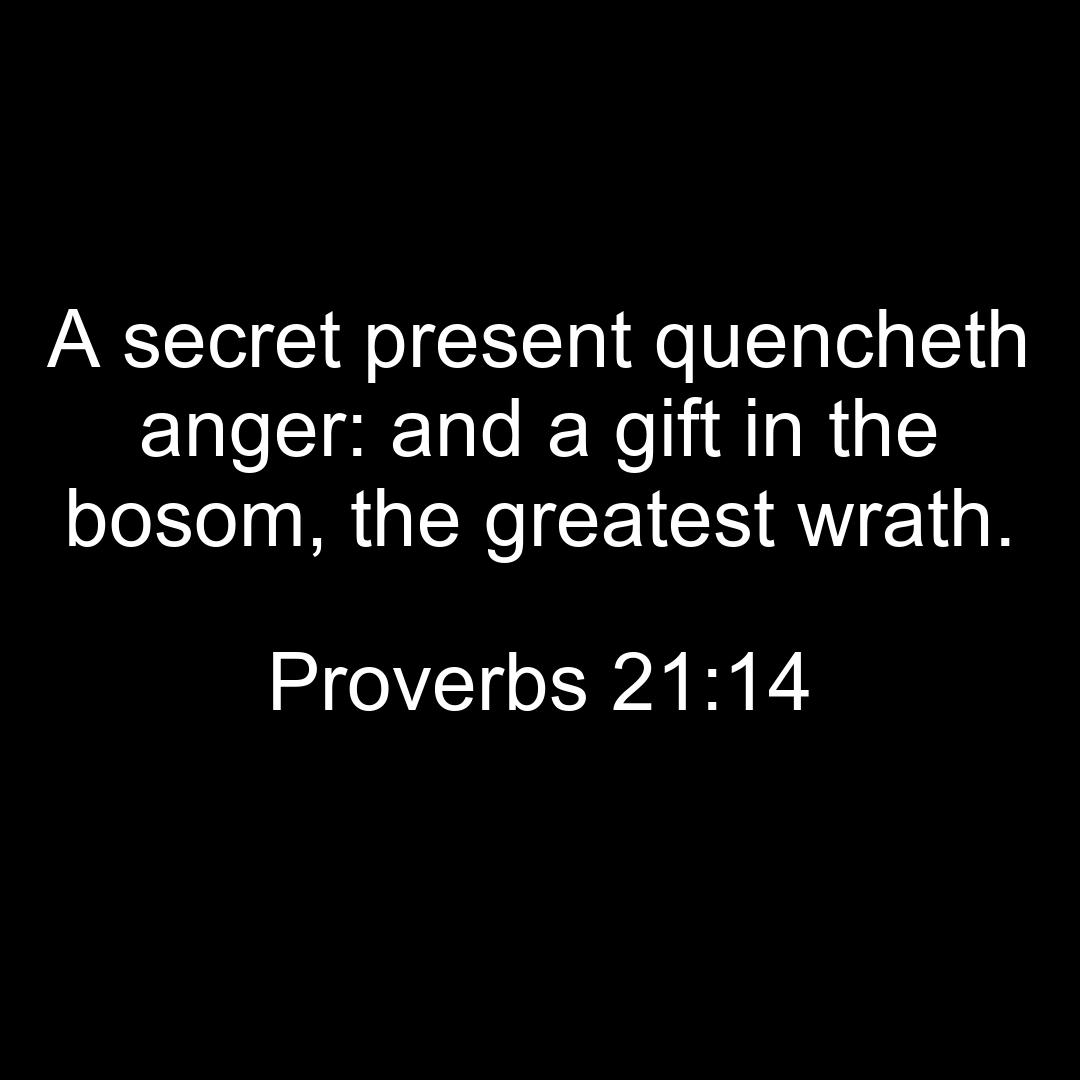 A secret present quencheth
anger: and a gift in the
bosom, the greatest wrath.
Proverbs 21:14